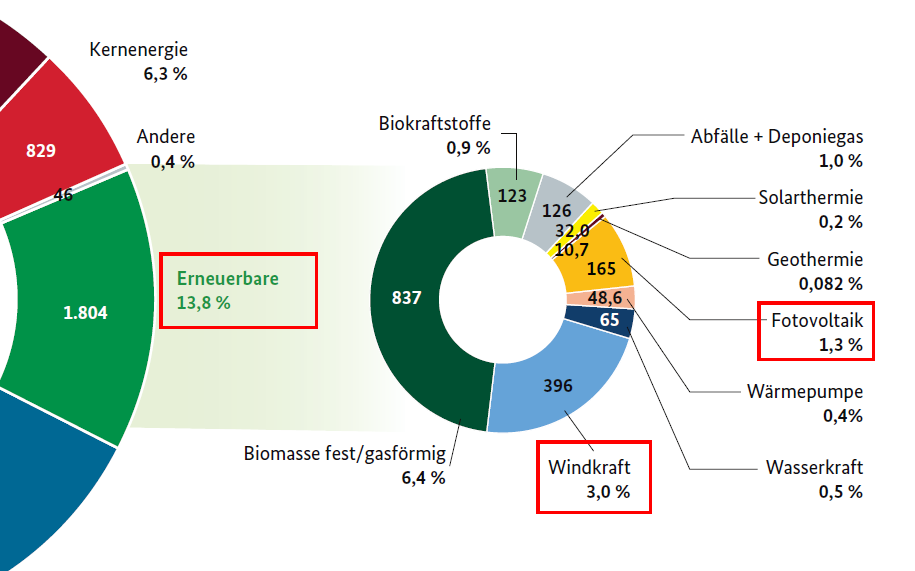 Kernenergie
6,3 %
829
Andere
0,4 %
46
Erneuerbare
13,8 %
1.804
Biokraftstoffe
0,9 %
123
Abfälle + Deponiegas
1,0 %
126
Solarthermie
0,2 %
32,0
Geothermie
0,082 %
10,7
Fotovoltaik
1,3 %
165
Wärmepumpe
0,4%
48,6
Wasserkraft
0,5 %
65
Windkraft
3,0 %
396
Biomasse fest/gasförmig
6,4 %
837